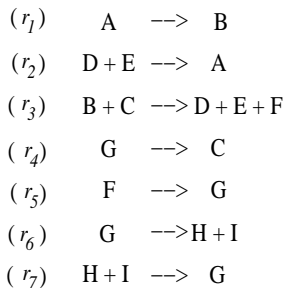 (r1) A —> B
(r2) D + E —> A
(r3) B + C —> D + E + F
(r4) G —> C
(r5) F —> G
(r6) G —> H + I
(r7) H + I —> G